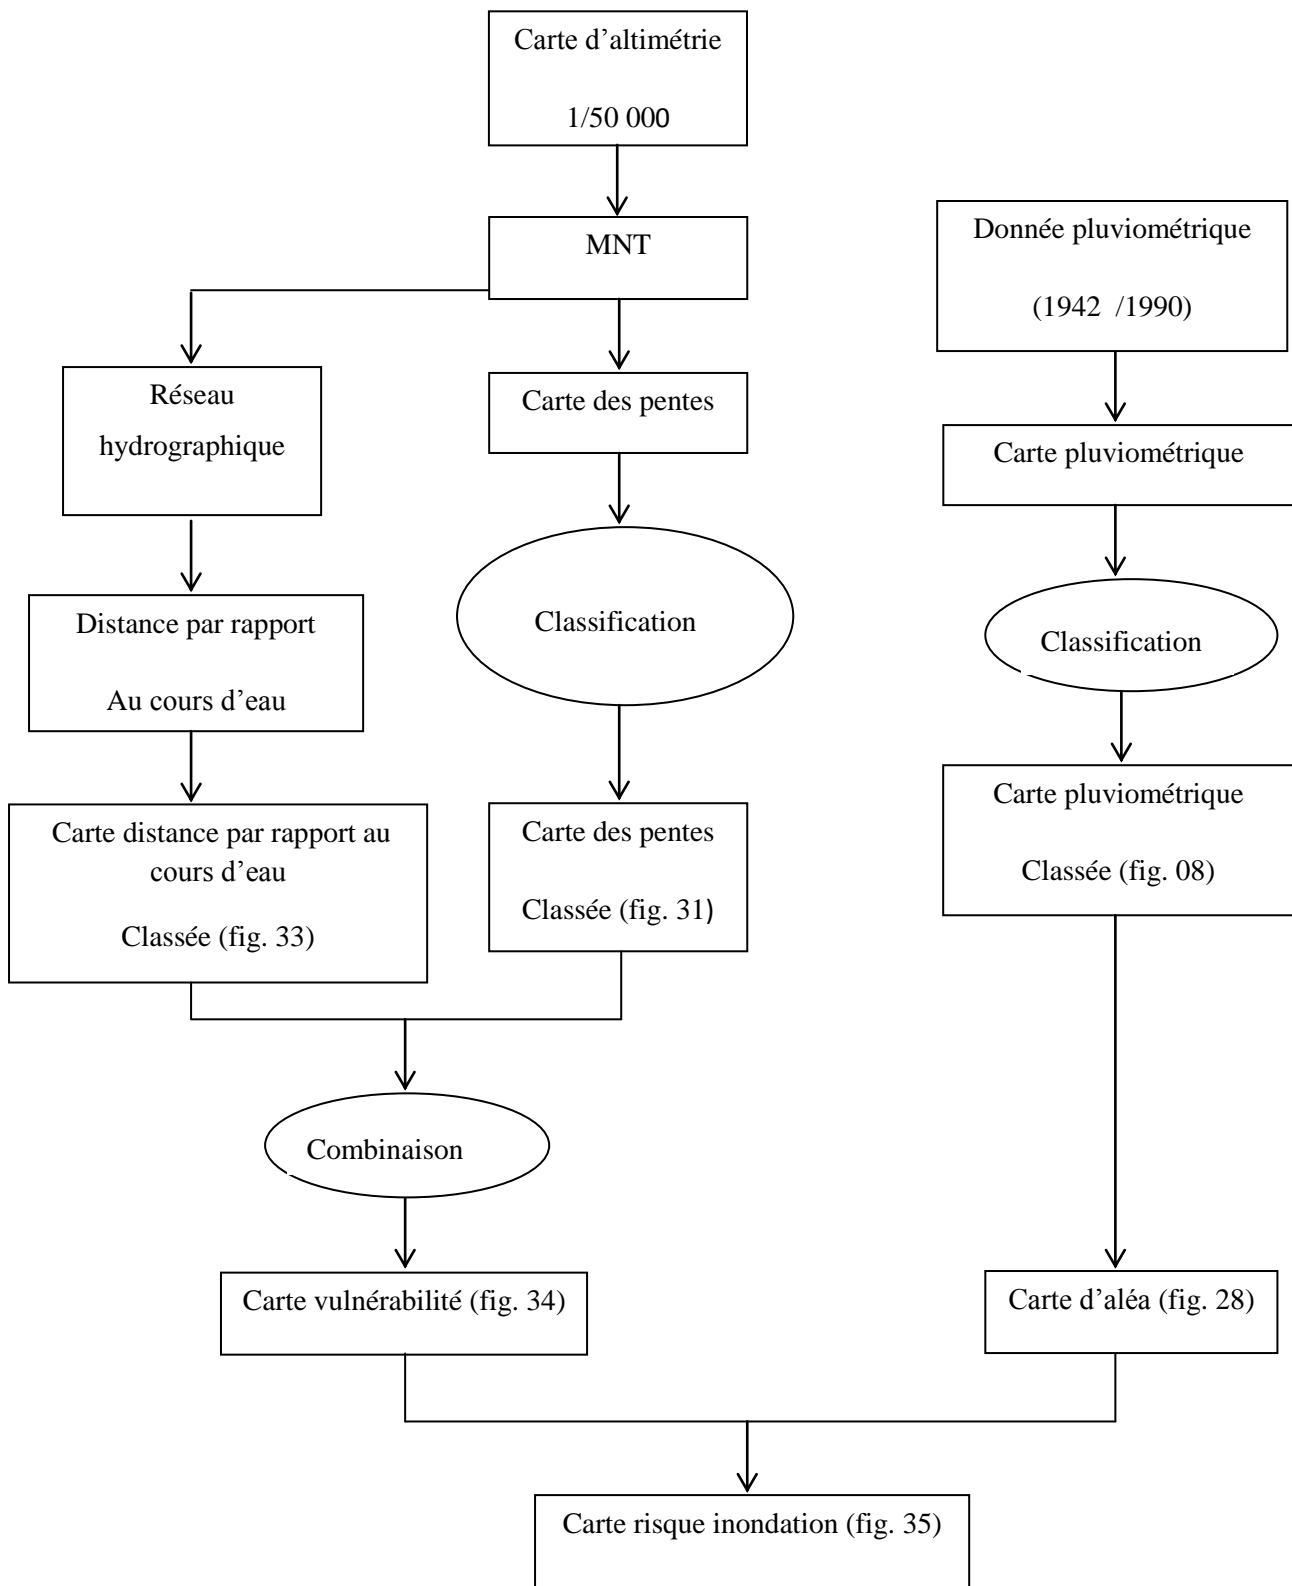 Carte d’altimétrie
1/50 000
MNT
Donnée pluviométrique
(1942 /1990)
Réseau
hydrographique
Carte des pentes
Carte pluviométrique
Distance par rapport
Au cours d’eau
Classification
Classification
Carte distance par rapport au
cours d’eau
Classée (fig. 33)
Carte des pentes
Classée (fig. 31)
Carte pluviométrique
Classée (fig. 08)
Combinaison
Carte vulnérabilité (fig. 34)
Carte d’aléa (fig. 28)
Carte risque inondation (fig. 35)